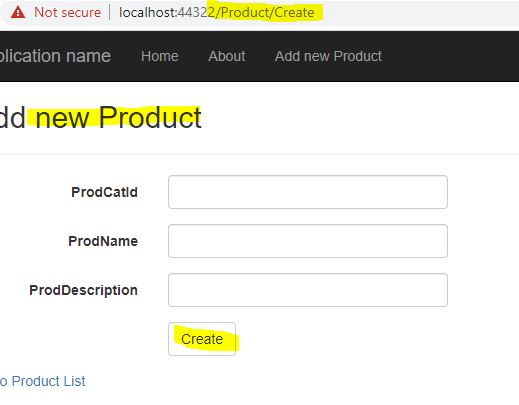 Not secure | localhost:44322/Product/Create
plication name Home About Add new Product
dd new Product
ProdCatId
ProdName
ProdDescription
Create
o Product List